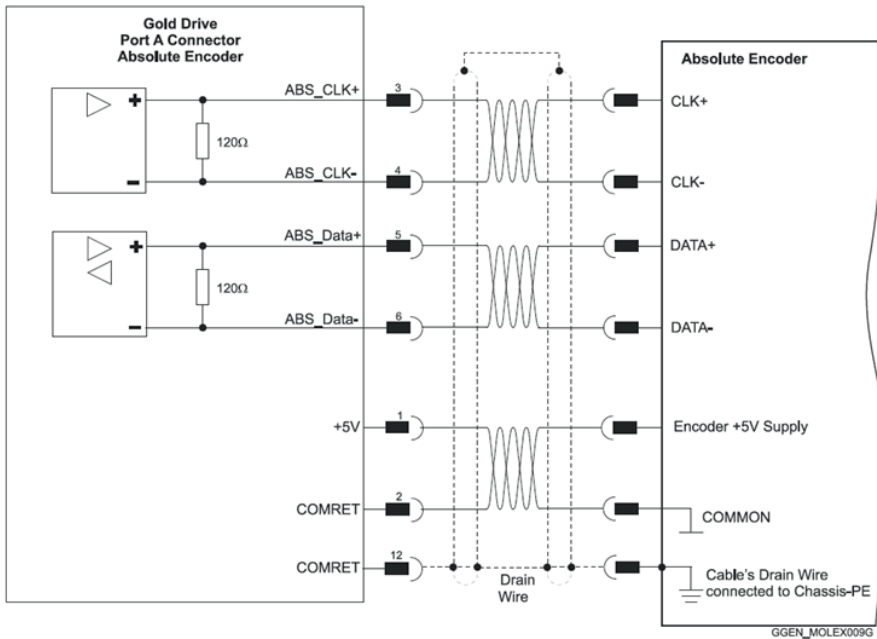 Gold Drive
Port A Connector
Absolute Encoder
Absolute Encoder
ABS_CLK+
3
CLK+
120Ω
ABS_CLK-
4
CLK-
ABS_Data+
5
DATA+
120Ω
ABS_Data-
6
DATA-
+5V
1
Encoder +5V Supply
COMRET
2
COMMON
COMRET
12
Drain
Wire
Cable's Drain Wire
connected to Chassis-PE
GGEN_MOLEX009G